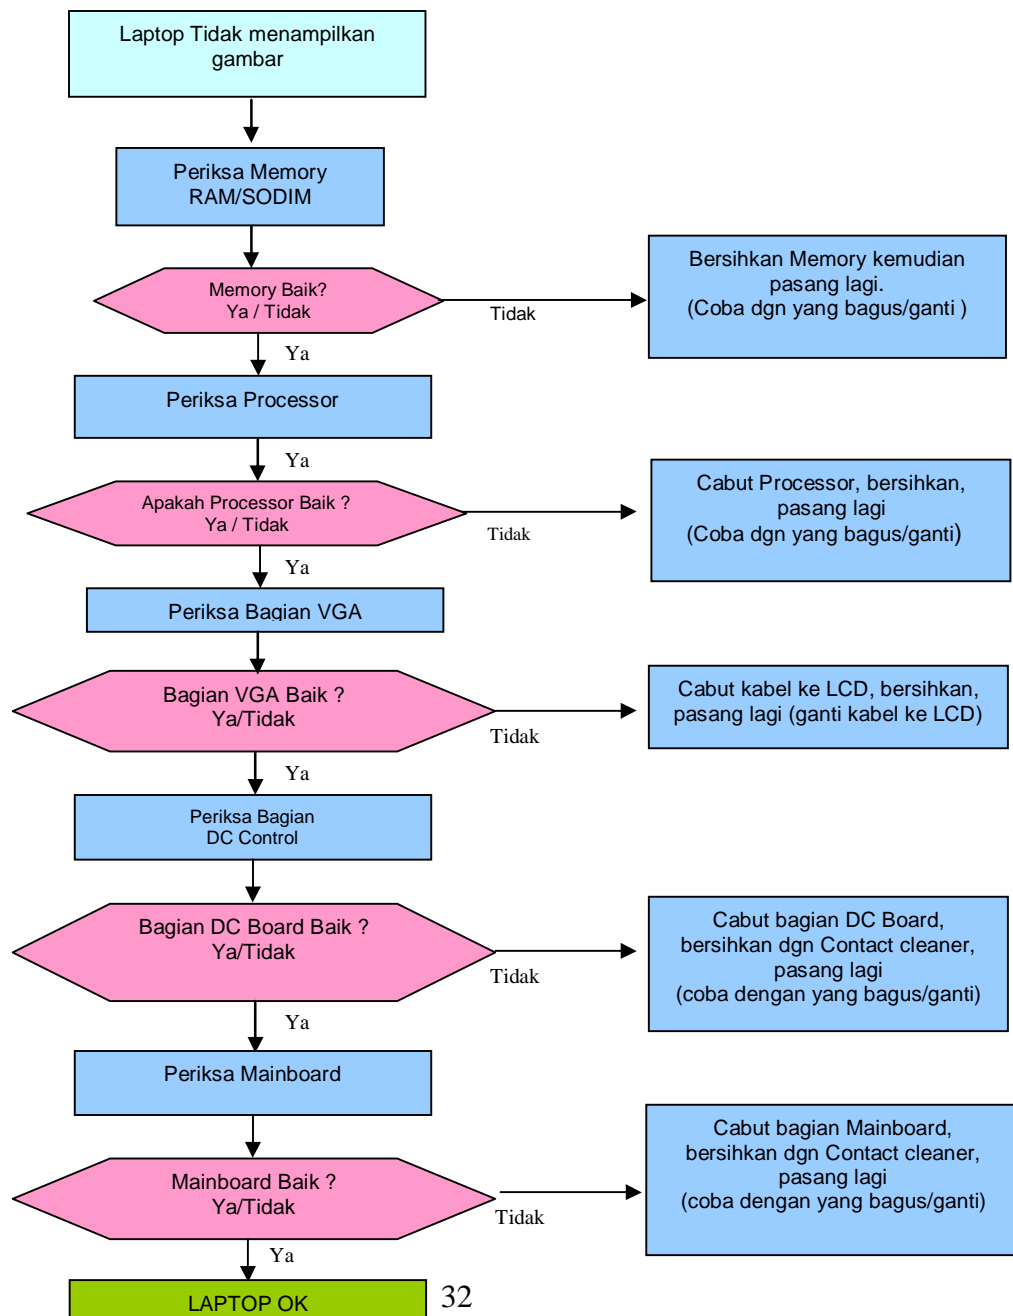 Laptop Tidak menampilkan
gambar
Periksa Memory
RAM/SODIM
Memory Baik?
Ya / Tidak
Tidak
Bersihkan Memory kemudian
pasang lagi.
(Coba dgn yang bagus/ganti )
Ya
Periksa Processor
Ya
Apakah Processor Baik ?
Ya / Tidak
Tidak
Cabut Processor, bersihkan,
pasang lagi
(Coba dgn yang bagus/ganti)
Ya
Periksa Bagian VGA
Bagian VGA Baik ?
Ya/Tidak
Tidak
Cabut kabel ke LCD, bersihkan,
pasang lagi (ganti kabel ke LCD)
Ya
Periksa Bagian
DC Control
Bagian DC Board Baik ?
Ya/Tidak
Tidak
Cabut bagian DC Board,
bersihkan dgn Contact cleaner,
pasang lagi
(coba dengan yang bagus/ganti)
Ya
Periksa Mainboard
Mainboard Baik ?
Ya/Tidak
Tidak
Cabut bagian Mainboard,
bersihkan dgn Contact cleaner,
pasang lagi
(coba dengan yang bagus/ganti)
Ya
LAPTOP OK
32